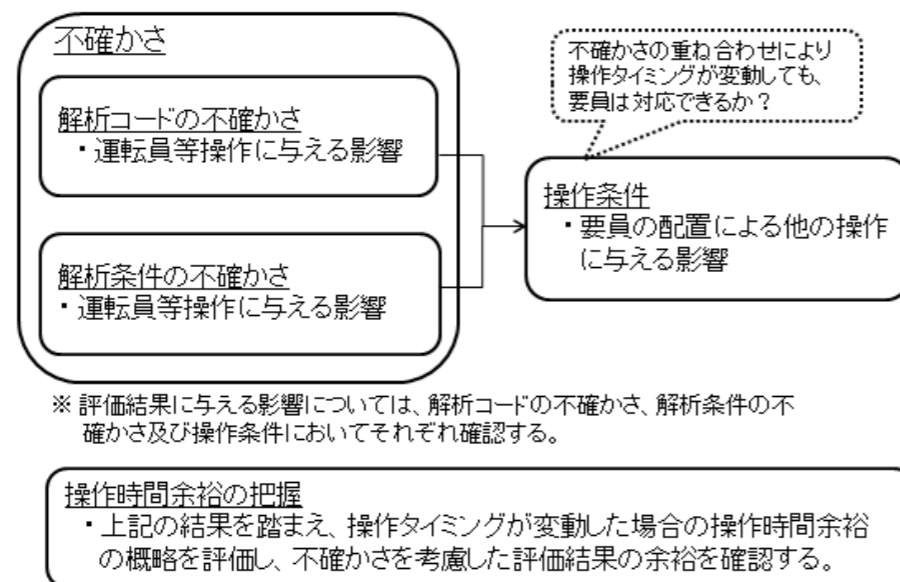 不確かさ
解析コードの不確かさ
・運転員等操作に与える影響
解析条件の不確かさ
・運転員等操作に与える影響
不確かさの重ね合わせにより
操作タイミングが変動しても、
要員は対応できるか？
操作条件
・要員の配置による他の操作
に与える影響
※ 評価結果に与える影響については、解析コードの不確かさ、解析条件の不
確かさ及び操作条件においてそれぞれ確認する。
操作時間余裕の把握
・上記の結果を踏まえ、操作タイミングが変動した場合の操作時間余裕
の概略を評価し、不確かさを考慮した評価結果の余裕を確認する。